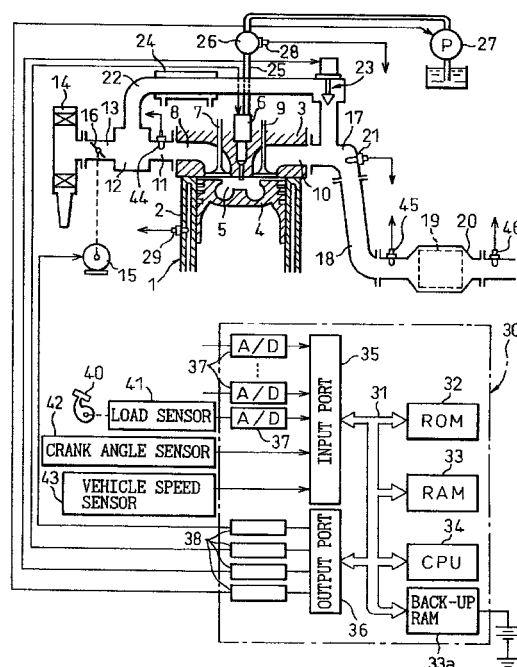 24
26
P
27
28
25
22
23
14
16
13
7
8
6
9
3
17
21
12
44
11
10
2
5
4
45
19
20
46
29
1
18
15
30
A/D
35
37
31
32
40
41
A/D
ROM
42
LOAD SENSOR
A/D
37
INPUT PORT
33
CRANK ANGLE SENSOR
RAM
43
VEHICLE SPEED
SENSOR
34
38
OUTPUT PORT
CPU
BACK-UP
RAM
36
33a